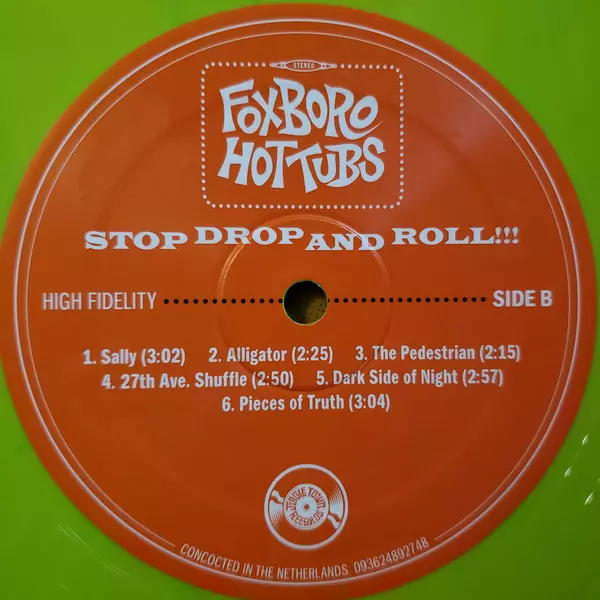 STEREO
FOXBORO
HOT TUBS
STOP DROP AND ROLL!!!
HIGH FIDELITY SIDE B
1. Sally (3:02) 2. Alligator (2:25) 3. The Pedestrian (2:15)
4. 27th Ave. Shuffle (2:50) 5. Dark Side of Night (2:57)
6. Pieces of Truth (3:04)
JINGLE TOWN
RECORDS
CONCOCTED IN THE NETHERLANDS 093624892748